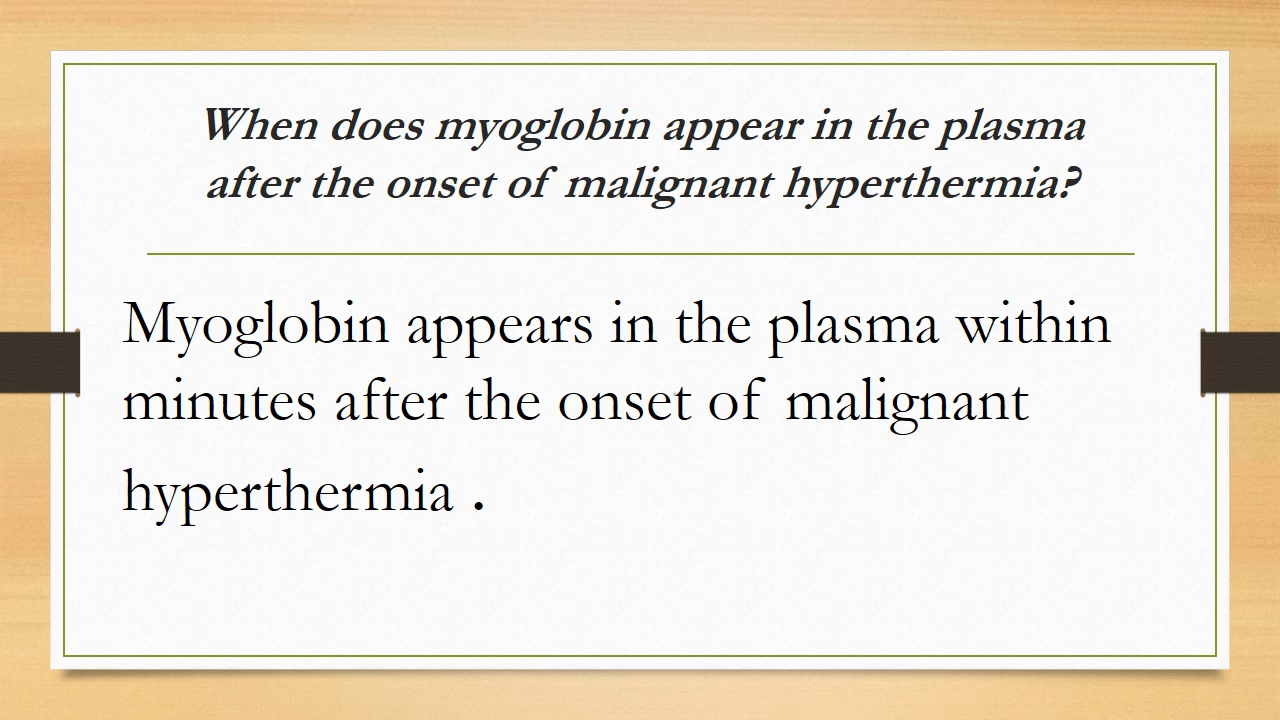 When does myoglobin appear in the plasma
after the onset of malignant hyperthermia?
Myoglobin appears in the plasma within
minutes after the onset of malignant
hyperthermia .